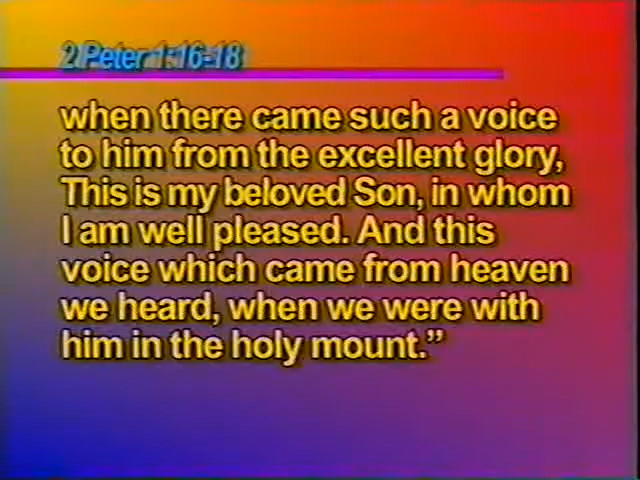 2 Peter 1:16-18
when there came such a voice
to him from the excellent glory,
This is my beloved Son, in whom
I am well pleased. And this
voice which came from heaven
we heard, when we were with
him in the holy mount.”